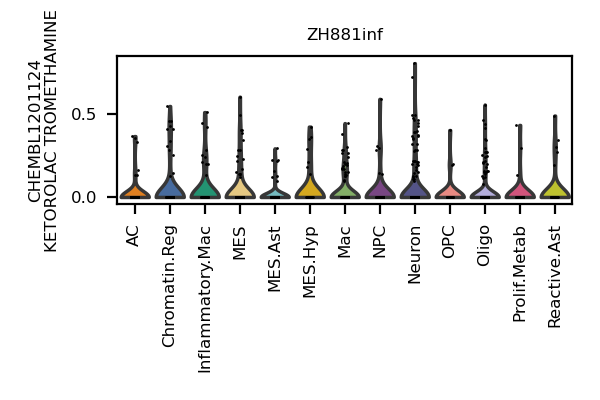 ZH881inf
CHEMBL1201124
KETOROLAC TROMETHAMINE
0.5
0.0
AC
Chromatin.Reg
Inflammatory.Mac
MES
MES.Ast
MES.Hyp
Mac
NPC
Neuron
OPC
Oligo
Prolif.Metab
Reactive.Ast